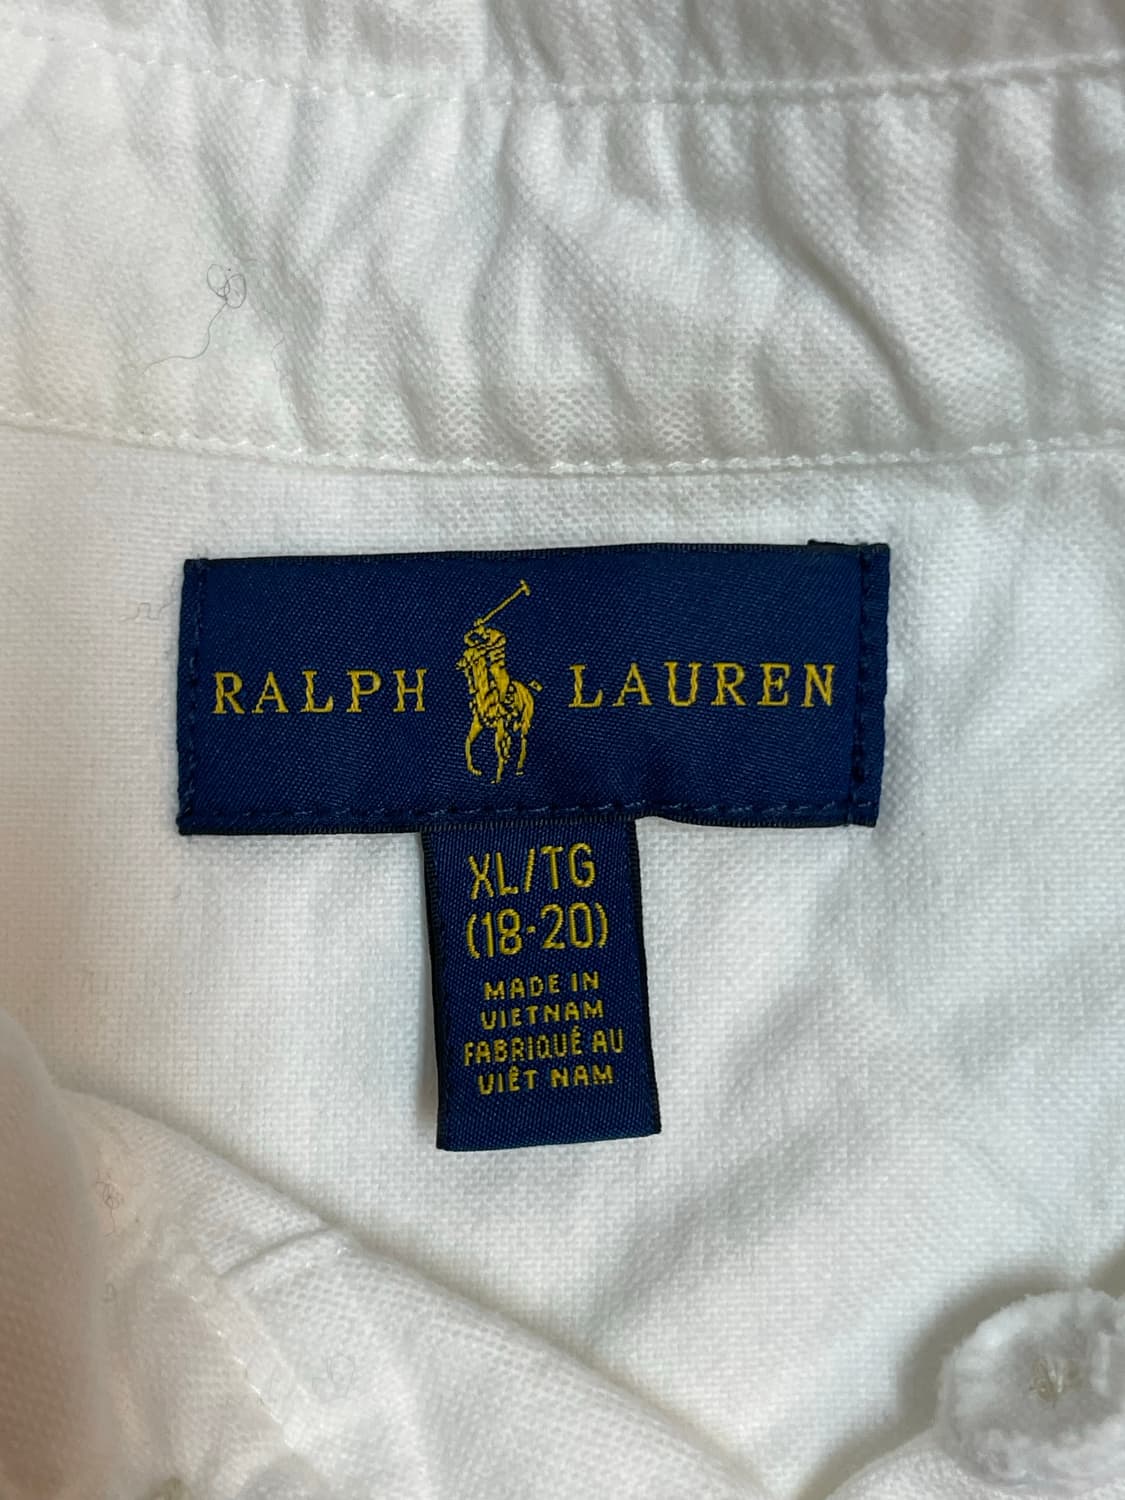 RALPH LAUREN
XL/TG
(18-20)
MADE IN
VIETNAM
FABRIQUÉ AU
VIÊT NAM